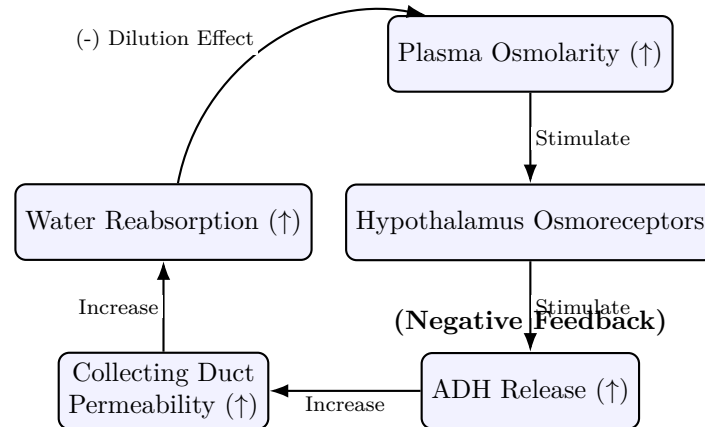 (-) Dilution Effect
Plasma Osmolarity (↑)
Stimulate
Water Reabsorption (↑)
Hypothalamus Osmoreceptors
Increase
Stimulate
(Negative Feedback)
Collecting Duct
Permeability (↑)
ADH Release (↑)
Increase